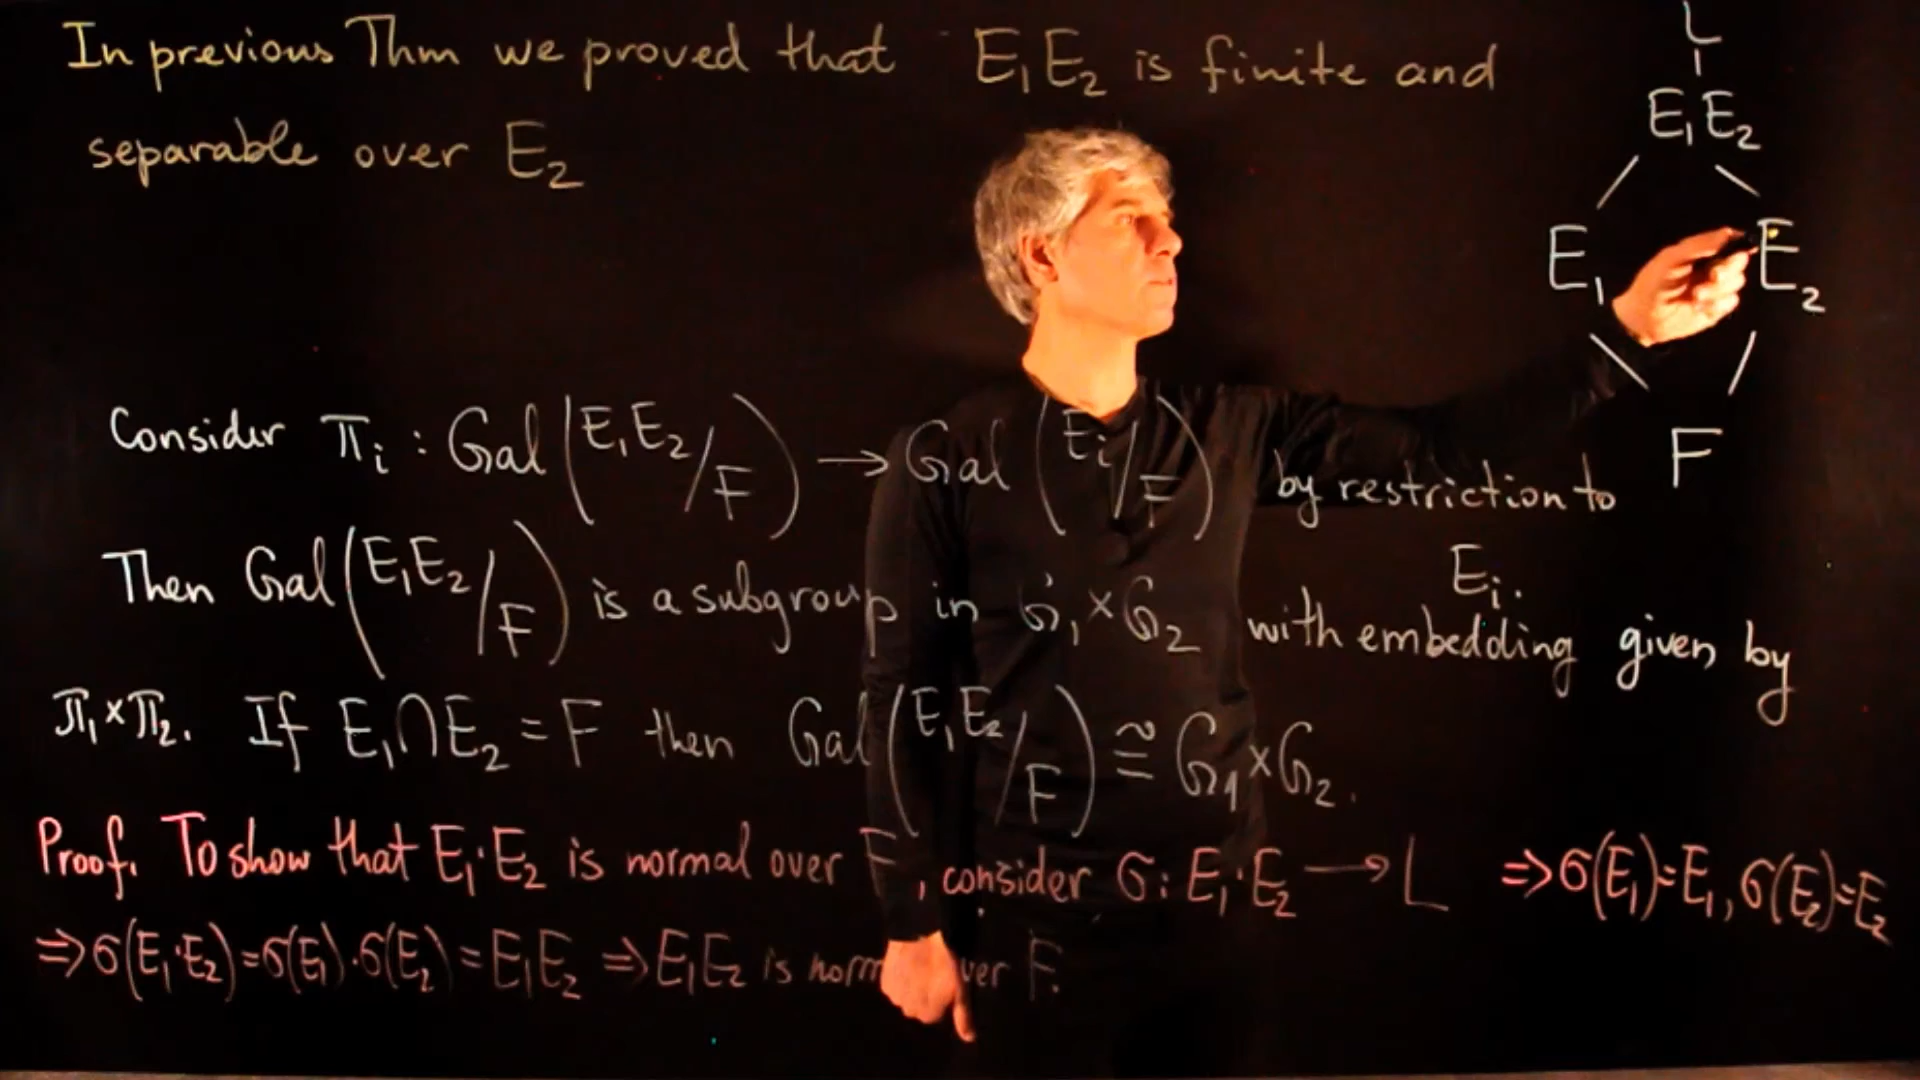 In previous Thm we proved that E₁E₂ is finite and
separable over E₂
L
E₁E₂
E₁ E₂
F
Consider π_i : Gal(E₁E₂/F) → Gal(E_i/F) by restriction to
E_i.
Then Gal(E₁E₂/F) is a subgroup in G₁×G₂ with embedding given by
π₁×π₂. If E₁∩E₂ = F then Gal(E₁E₂/F) ≅ G₁×G₂.
Proof. To show that E₁·E₂ is normal over F, consider σ: E₁·E₂ → L ⇒ σ(E₁)=E₁, σ(E₂)=E₂
⇒ σ(E₁·E₂)=σ(E₁)·σ(E₂)=E₁E₂ ⇒ E₁E₂ is normal over F.